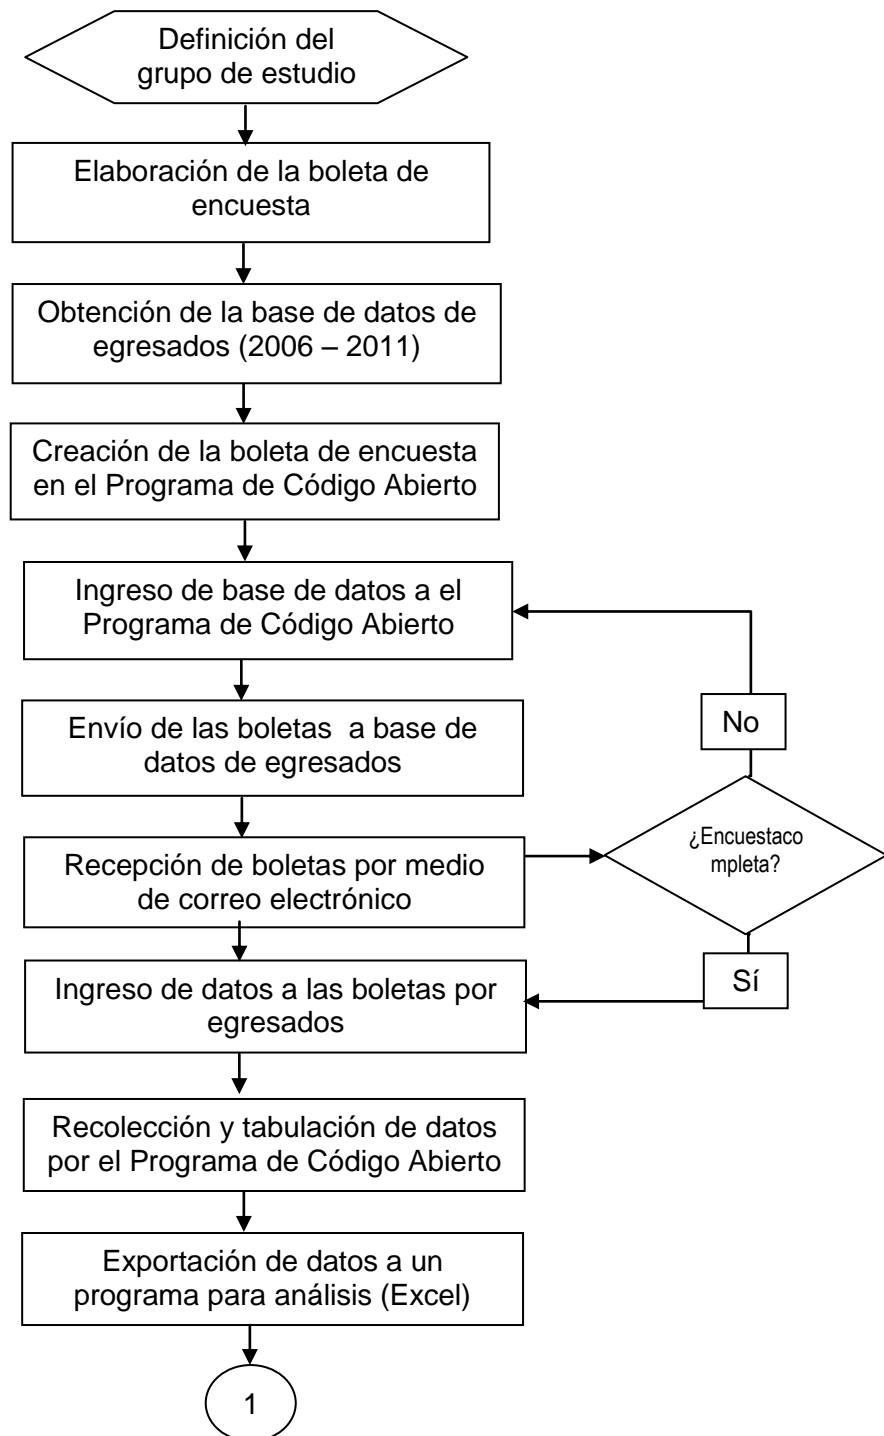 Definición del
grupo de estudio
Elaboración de la boleta de
encuesta
Obtención de la base de datos de
egresados (2006 – 2011)
Creación de la boleta de encuesta
en el Programa de Código Abierto
Ingreso de base de datos a el
Programa de Código Abierto
Envío de las boletas  a base de
datos de egresados
No
Recepción de boletas por medio
de correo electrónico
¿Encuestaco
mpleta?
Ingreso de datos a las boletas por
egresados
Sí
Recolección y tabulación de datos
por el Programa de Código Abierto
Exportación de datos a un
programa para análisis (Excel)
1